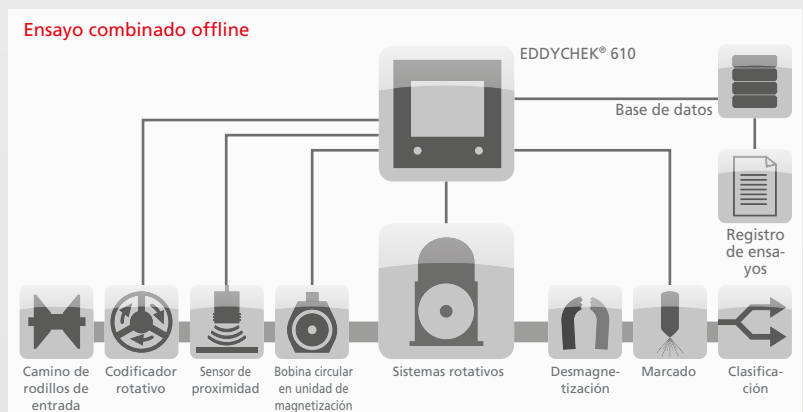 Ensayo combinado offline
EDDYCHEK® 610
Base de datos
Registro
de ensa-
yos
Camino de
rodillos de
entrada
Codificador
rotativo
Sensor de
proximidad
Bobina circular
en unidad de
magnetización
Sistemas rotativos
Desmagne-
tización
Marcado
Clasifica-
ción